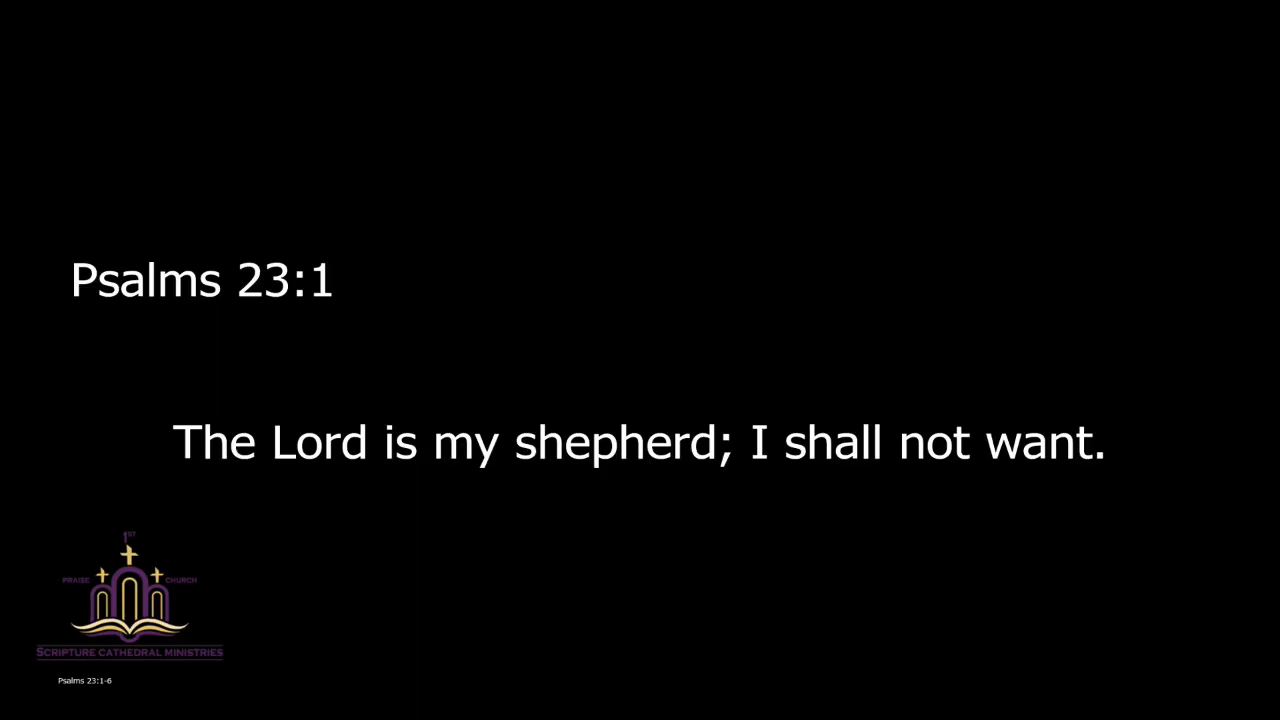 Psalms 23:1
The Lord is my shepherd; I shall not want.
1ST
PRAISE CHURCH
SCRIPTURE CATHEDRAL MINISTRIES
Psalms 23:1-6